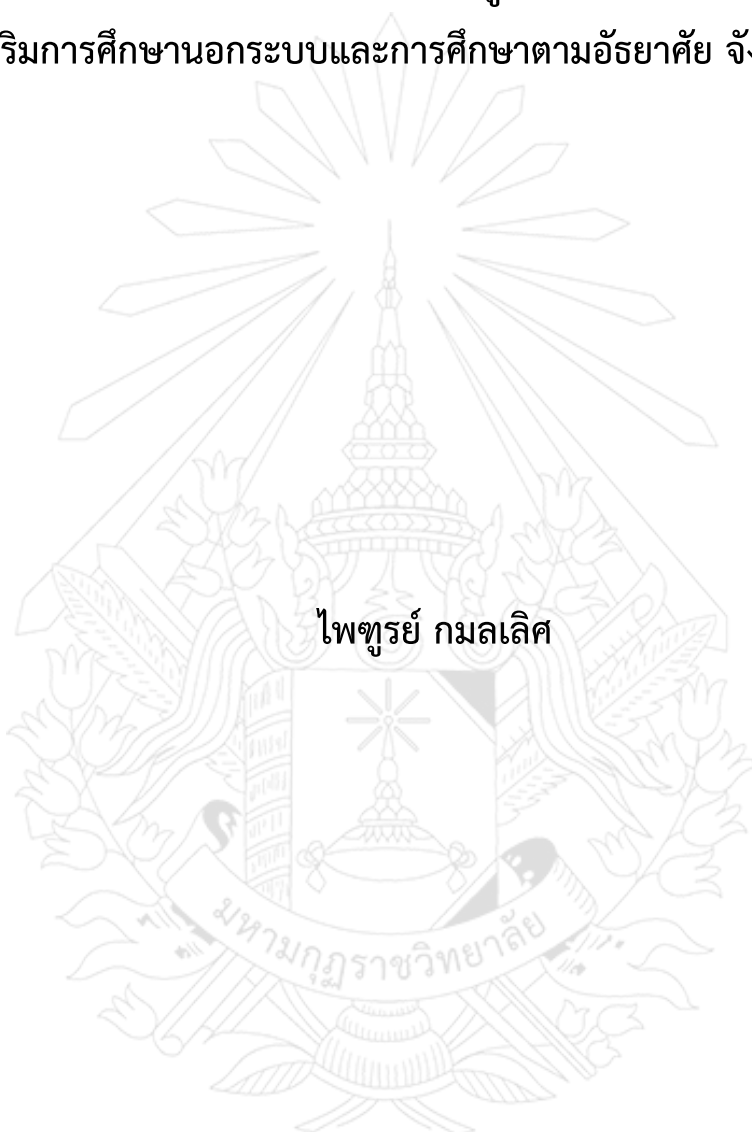 ริมการศึกษานอกระบบและการศึกษาตามอัธยาศัย
ไพฑูรย์ กมลเลิศ
มหามกุฏราชวิทยาลัย